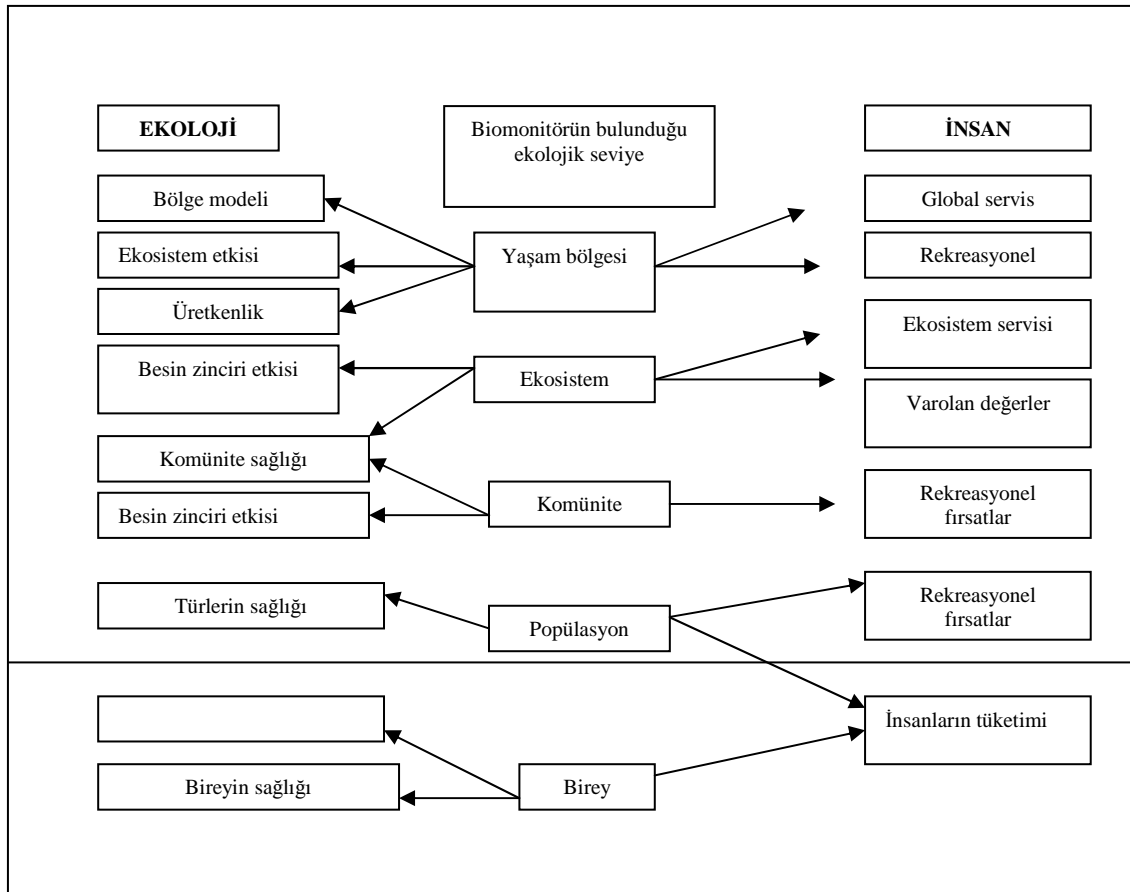 EKOLOJİ
Biomonitörün bulunduğu
ekolojik seviye
İNSAN
Bölge modeli
Global servis
Ekosistem etkisi
Yaşam bölgesi
Rekreasyonel
Üretkenlik
Ekosistem servisi
Besin zinciri etkisi
Ekosistem
Varolan değerler
Komünite sağlığı
Besin zinciri etkisi
Komünite
Rekreasyonel
fırsatlar
Türlerin sağlığı
Popülasyon
Rekreasyonel
fırsatlar
İnsanların tüketimi
Bireyin sağlığı
Birey